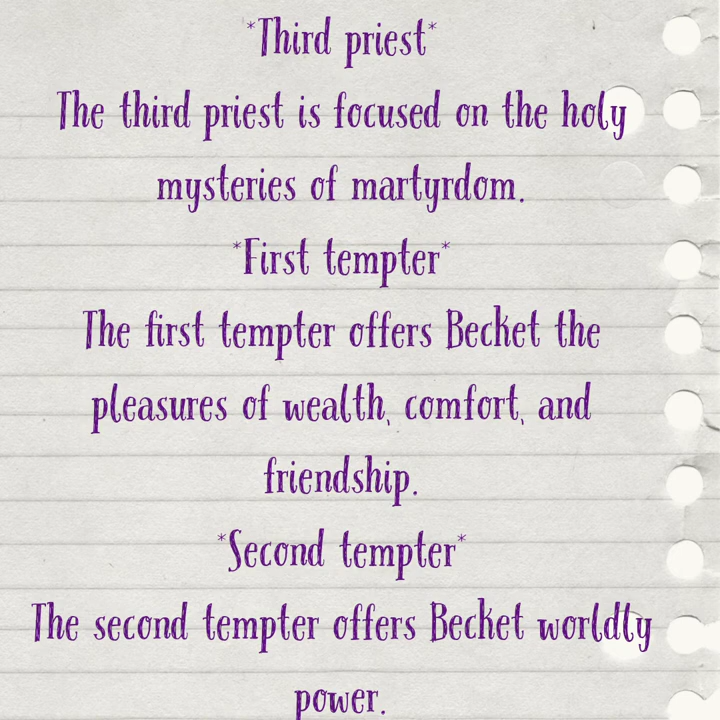 *Third priest*
The third priest is focused on the holy
mysteries of martyrdom.
*First tempter*
The first tempter offers Becket the
pleasures of wealth, comfort, and
friendship.
*Second tempter*
The second tempter offers Becket worldly
power.